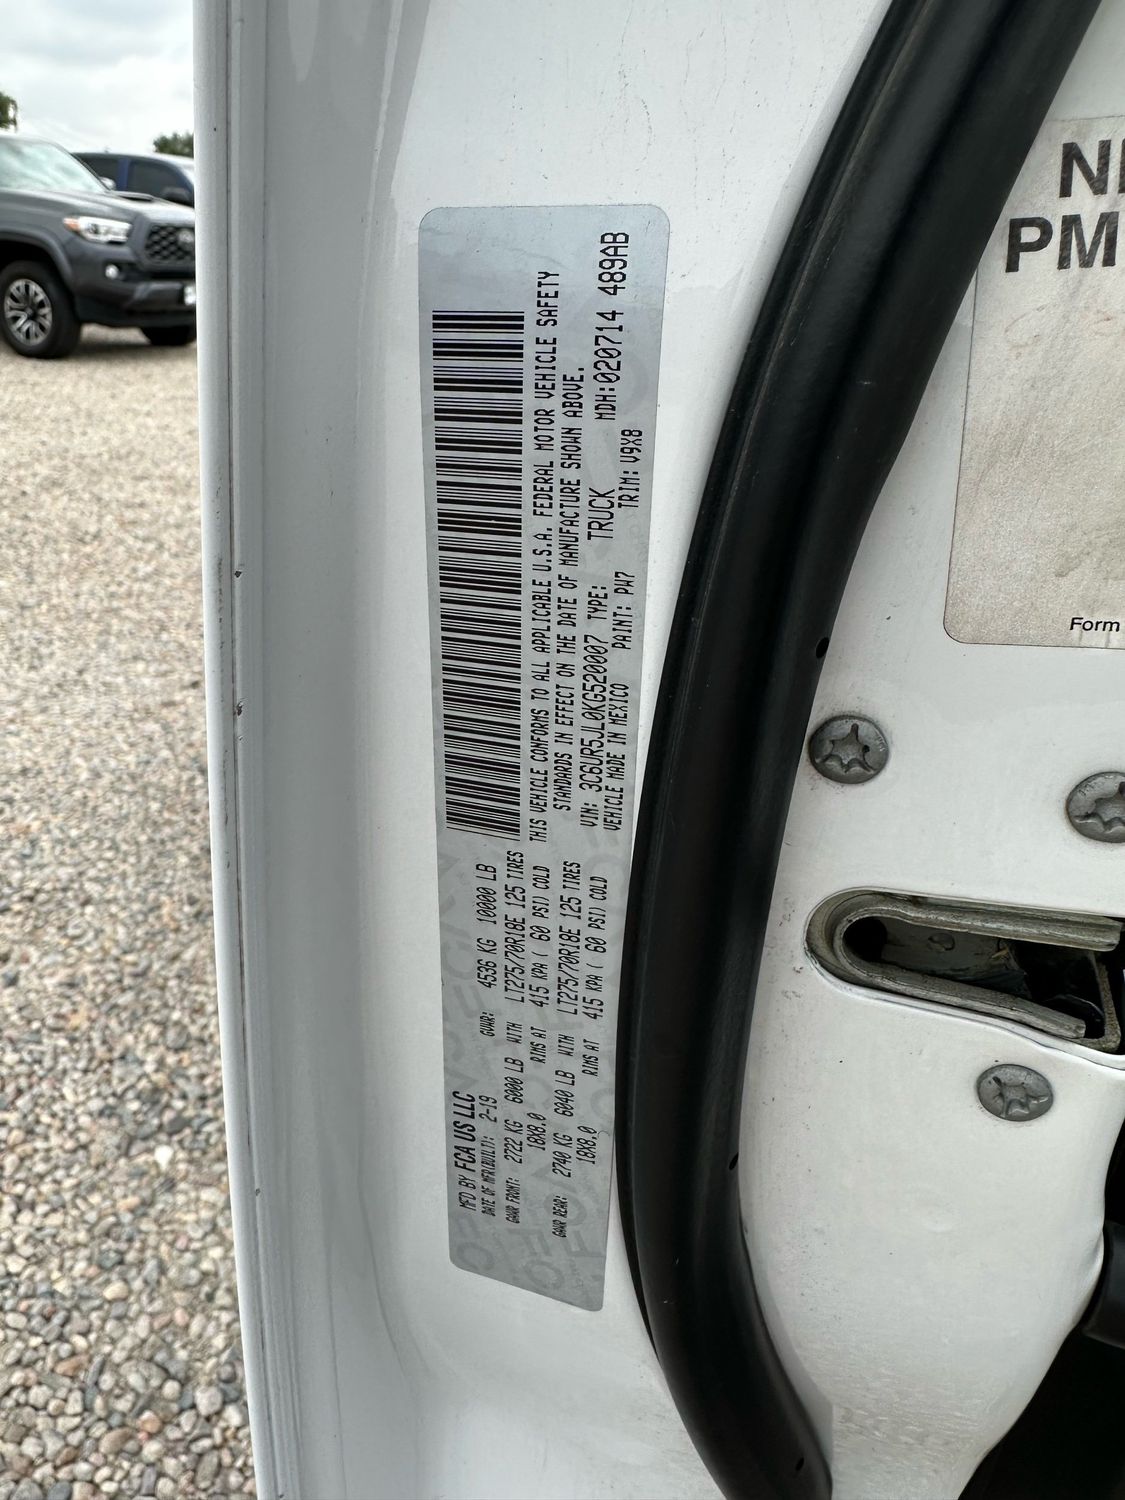 MFD BY FCA US LLC
DATE OF MFR(BUILT): 2-19 GVWR: 4536 KG 10000 LB
GAWR FRONT: 2722 KG 6000 LB WITH LT275/70R18E 125 TIRES
18X8.0 RIMS AT 415 KPA ( 60 PSI) COLD
GAWR REAR: 2740 KG 6040 LB WITH LT275/70R18E 125 TIRES
18X8.0 RIMS AT 415 KPA ( 60 PSI) COLD
THIS VEHICLE CONFORMS TO ALL APPLICABLE U.S.A. FEDERAL MOTOR VEHICLE SAFETY
STANDARDS IN EFFECT ON THE DATE OF MANUFACTURE SHOWN ABOVE.
VIN: 3C6UR5JL0KG520007 TYPE: TRUCK MDH:020714 489AB
VEHICLE MADE IN MEXICO PAINT: PW7 TRIM: V9X8
PM
Form